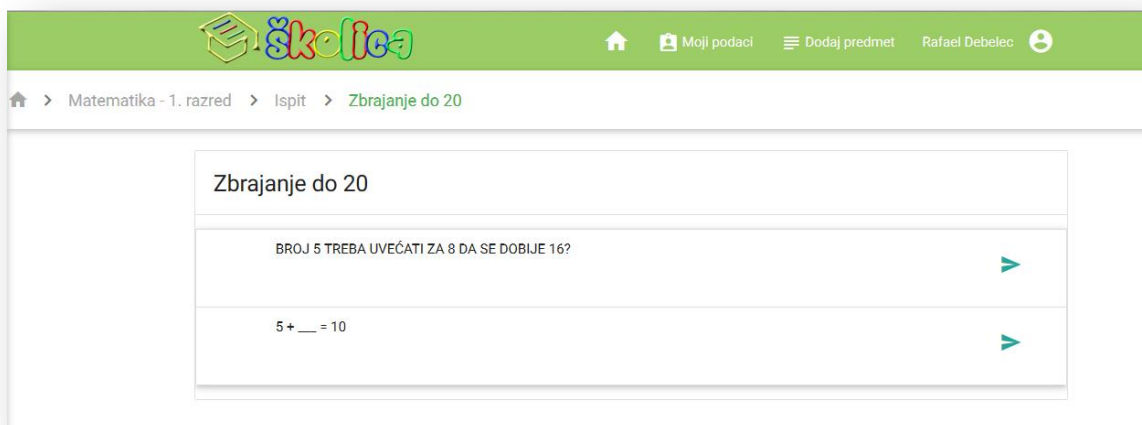 školica
Moji podaci
Dodaj predmet
Rafael Debelec
Matematika - 1. razred > Ispit > Zbrajanje do 20
Zbrajanje do 20
BROJ 5 TREBA UVEĆATI ZA 8 DA SE DOBIJE 16?
5 + ___ = 10